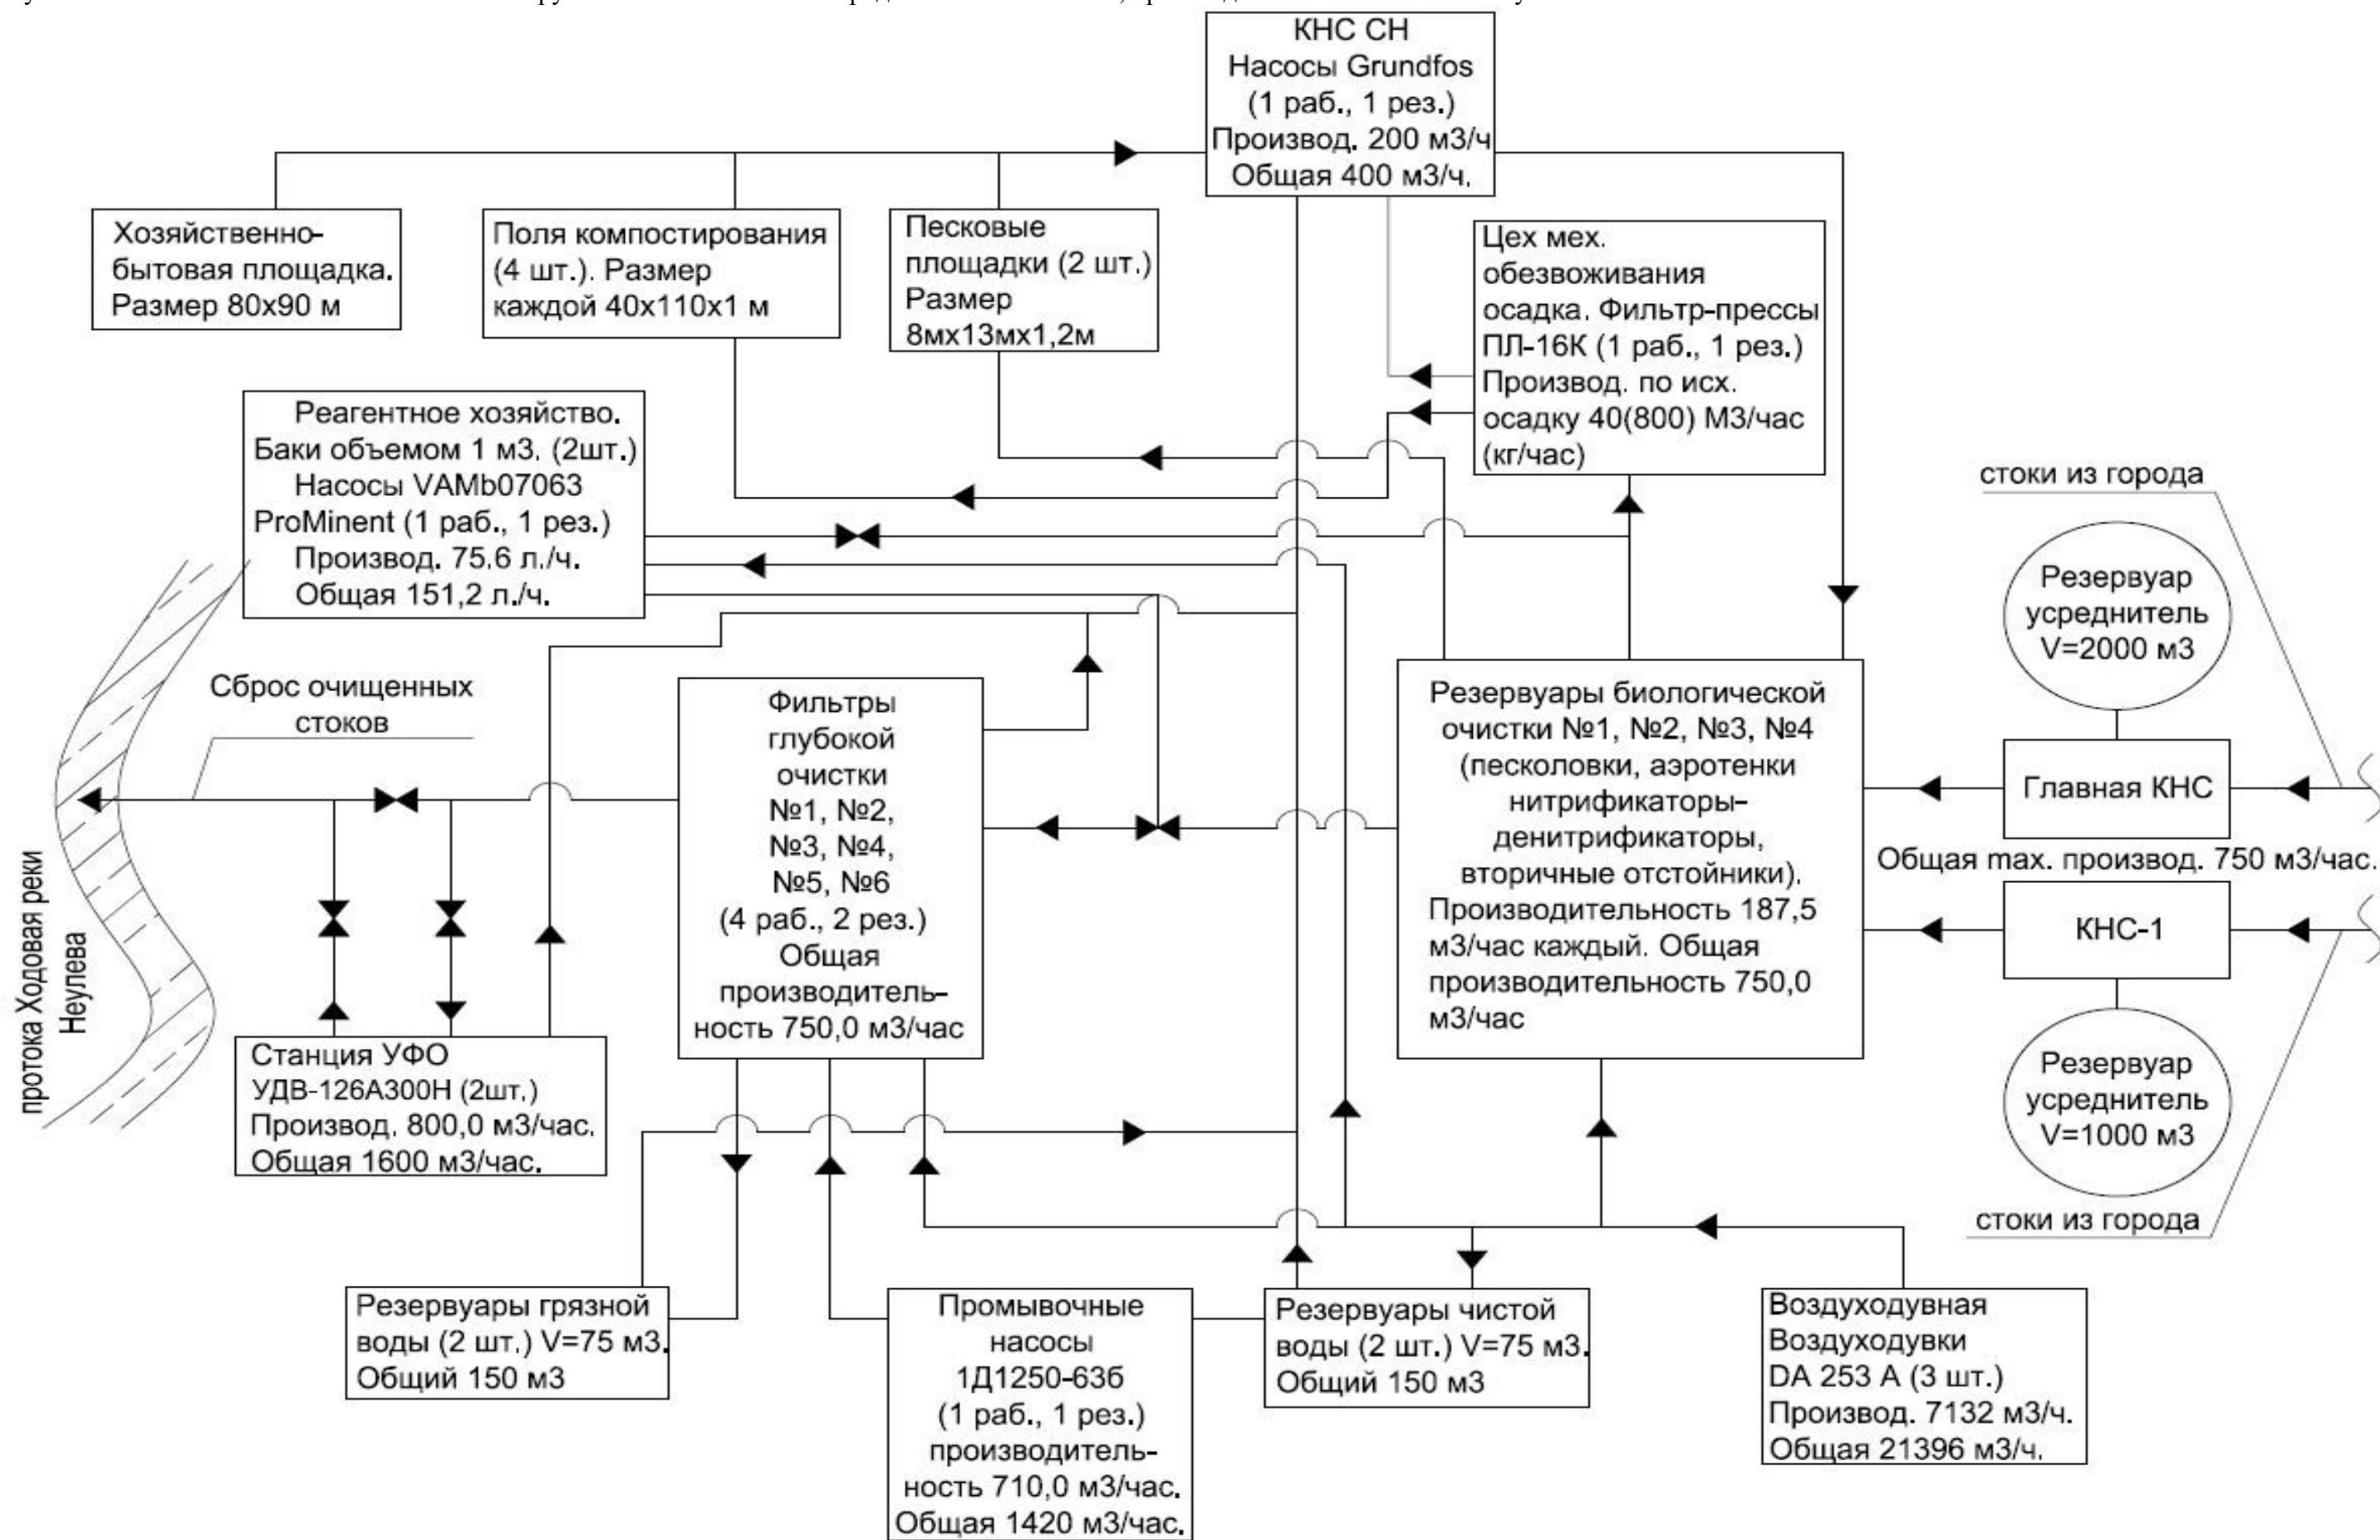 КНС СН
Насосы Grundfos
(1 раб., 1 рез.)
Производ. 200 м3/ч
Общая 400 м3/ч.
Хозяйственно-
бытовая площадка.
Размер 80х90 м
Поля компостирования
(4 шт.). Размер
каждой 40х110х1 м
Песковые
площадки (2 шт.)
Размер
8мх13мх1,2м
Цех мех.
обезвоживания
осадка. Фильтр-прессы
ПЛ-16К (1 раб., 1 рез.)
Производ. по исх.
осадку 40(800) М3/час
(кг/час)
Реагентное хозяйство.
Баки объемом 1 м3. (2шт.)
Насосы VAMb07063
ProMinent (1 раб., 1 рез.)
Производ. 75.6 л./ч.
Общая 151,2 л./ч.
стоки из города
Резервуар
усреднитель
V=2000 м3
Сброс очищенных
стоков
Фильтры
глубокой
очистки
№1, №2,
№3, №4,
№5, №6
(4 раб., 2 рез.)
Общая
производитель-
ность 750,0 м3/час
Резервуары биологической
очистки №1, №2, №3, №4
(песколовки, аэротенки
нитрификаторы-
денитрификаторы,
вторичные отстойники).
Производительность 187,5
м3/час каждый. Общая
производительность 750,0
м3/час
Главная КНС
Общая max. производ. 750 м3/час.
КНС-1
Резервуар
усреднитель
V=1000 м3
стоки из города
протока Ходовая реки
Неулева
Станция УФО
УДВ-126А300Н (2шт.)
Производ. 800,0 м3/час.
Общая 1600 м3/час.
Резервуары грязной
воды (2 шт.) V=75 м3.
Общий 150 м3
Промывочные
насосы
1Д1250-63б
(1 раб., 1 рез.)
производитель-
ность 710,0 м3/час.
Общая 1420 м3/час.
Резервуары чистой
воды (2 шт.) V=75 м3.
Общий 150 м3
Воздуходувная
Воздуходувки
DA 253 A (3 шт.)
Производ. 7132 м3/ч.
Общая 21396 м3/ч.